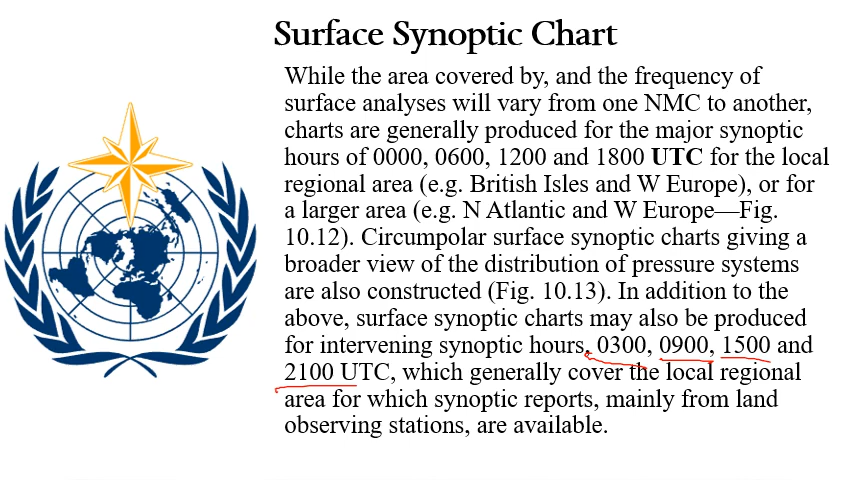 Surface Synoptic Chart
While the area covered by, and the frequency of
surface analyses will vary from one NMC to another,
charts are generally produced for the major synoptic
hours of 0000, 0600, 1200 and 1800 UTC for the local
regional area (e.g. British Isles and W Europe), or for
a larger area (e.g. N Atlantic and W Europe—Fig.
10.12). Circumpolar surface synoptic charts giving a
broader view of the distribution of pressure systems
are also constructed (Fig. 10.13). In addition to the
above, surface synoptic charts may also be produced
for intervening synoptic hours, 0300, 0900, 1500 and
2100 UTC, which generally cover the local regional
area for which synoptic reports, mainly from land
observing stations, are available.